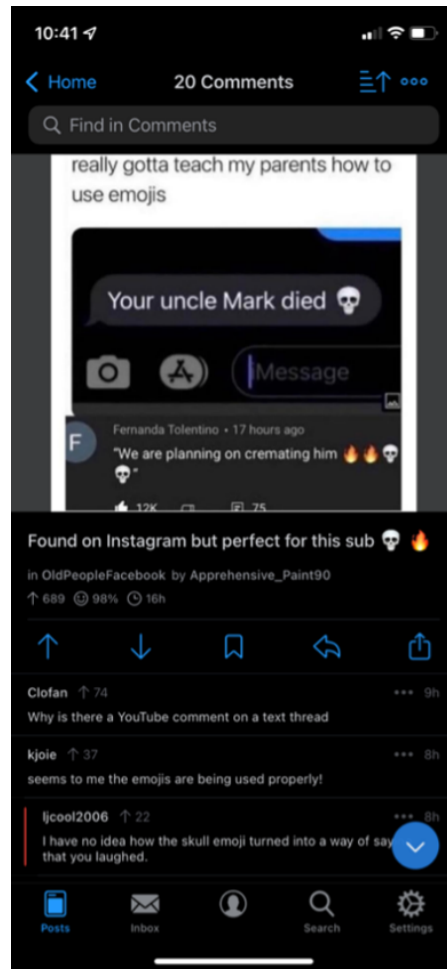 10:41
Home
20 Comments
Find in Comments
really gotta teach my parents how to
use emojis
Your uncle Mark died 💀
iMessage
F
Fernanda Tolentino • 17 hours ago
"We are planning on cremating him 🔥🔥💀
💀"
12K
75
Found on Instagram but perfect for this sub 💀 🔥
in OldPeopleFacebook by Apprehensive_Paint90
689 98% 16h
Clofan 74
9h
Why is there a YouTube comment on a text thread
kjoie 37
8h
seems to me the emojis are being used properly!
ljcool2006 22
8h
I have no idea how the skull emoji turned into a way of say
that you laughed.
Posts
Inbox
Search
Settings